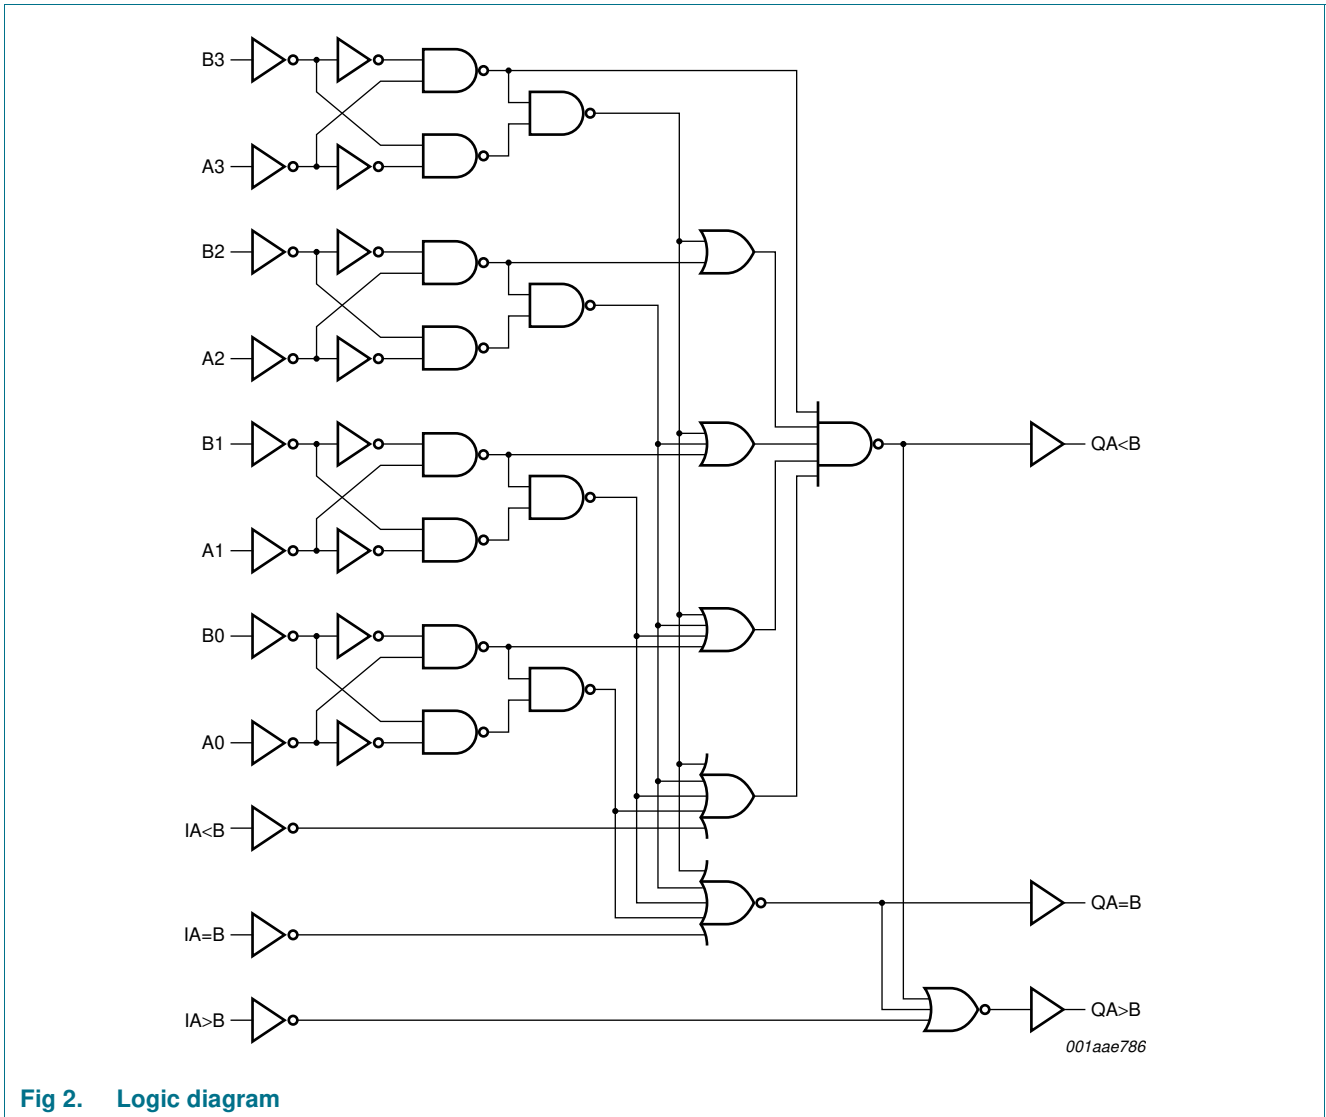 B3
A3
B2
A2
B1
QA<B
A1
B0
A0
IA<B
QA=B
IA=B
QA>B
IA>B
001aae786
Fig 2. Logic diagram